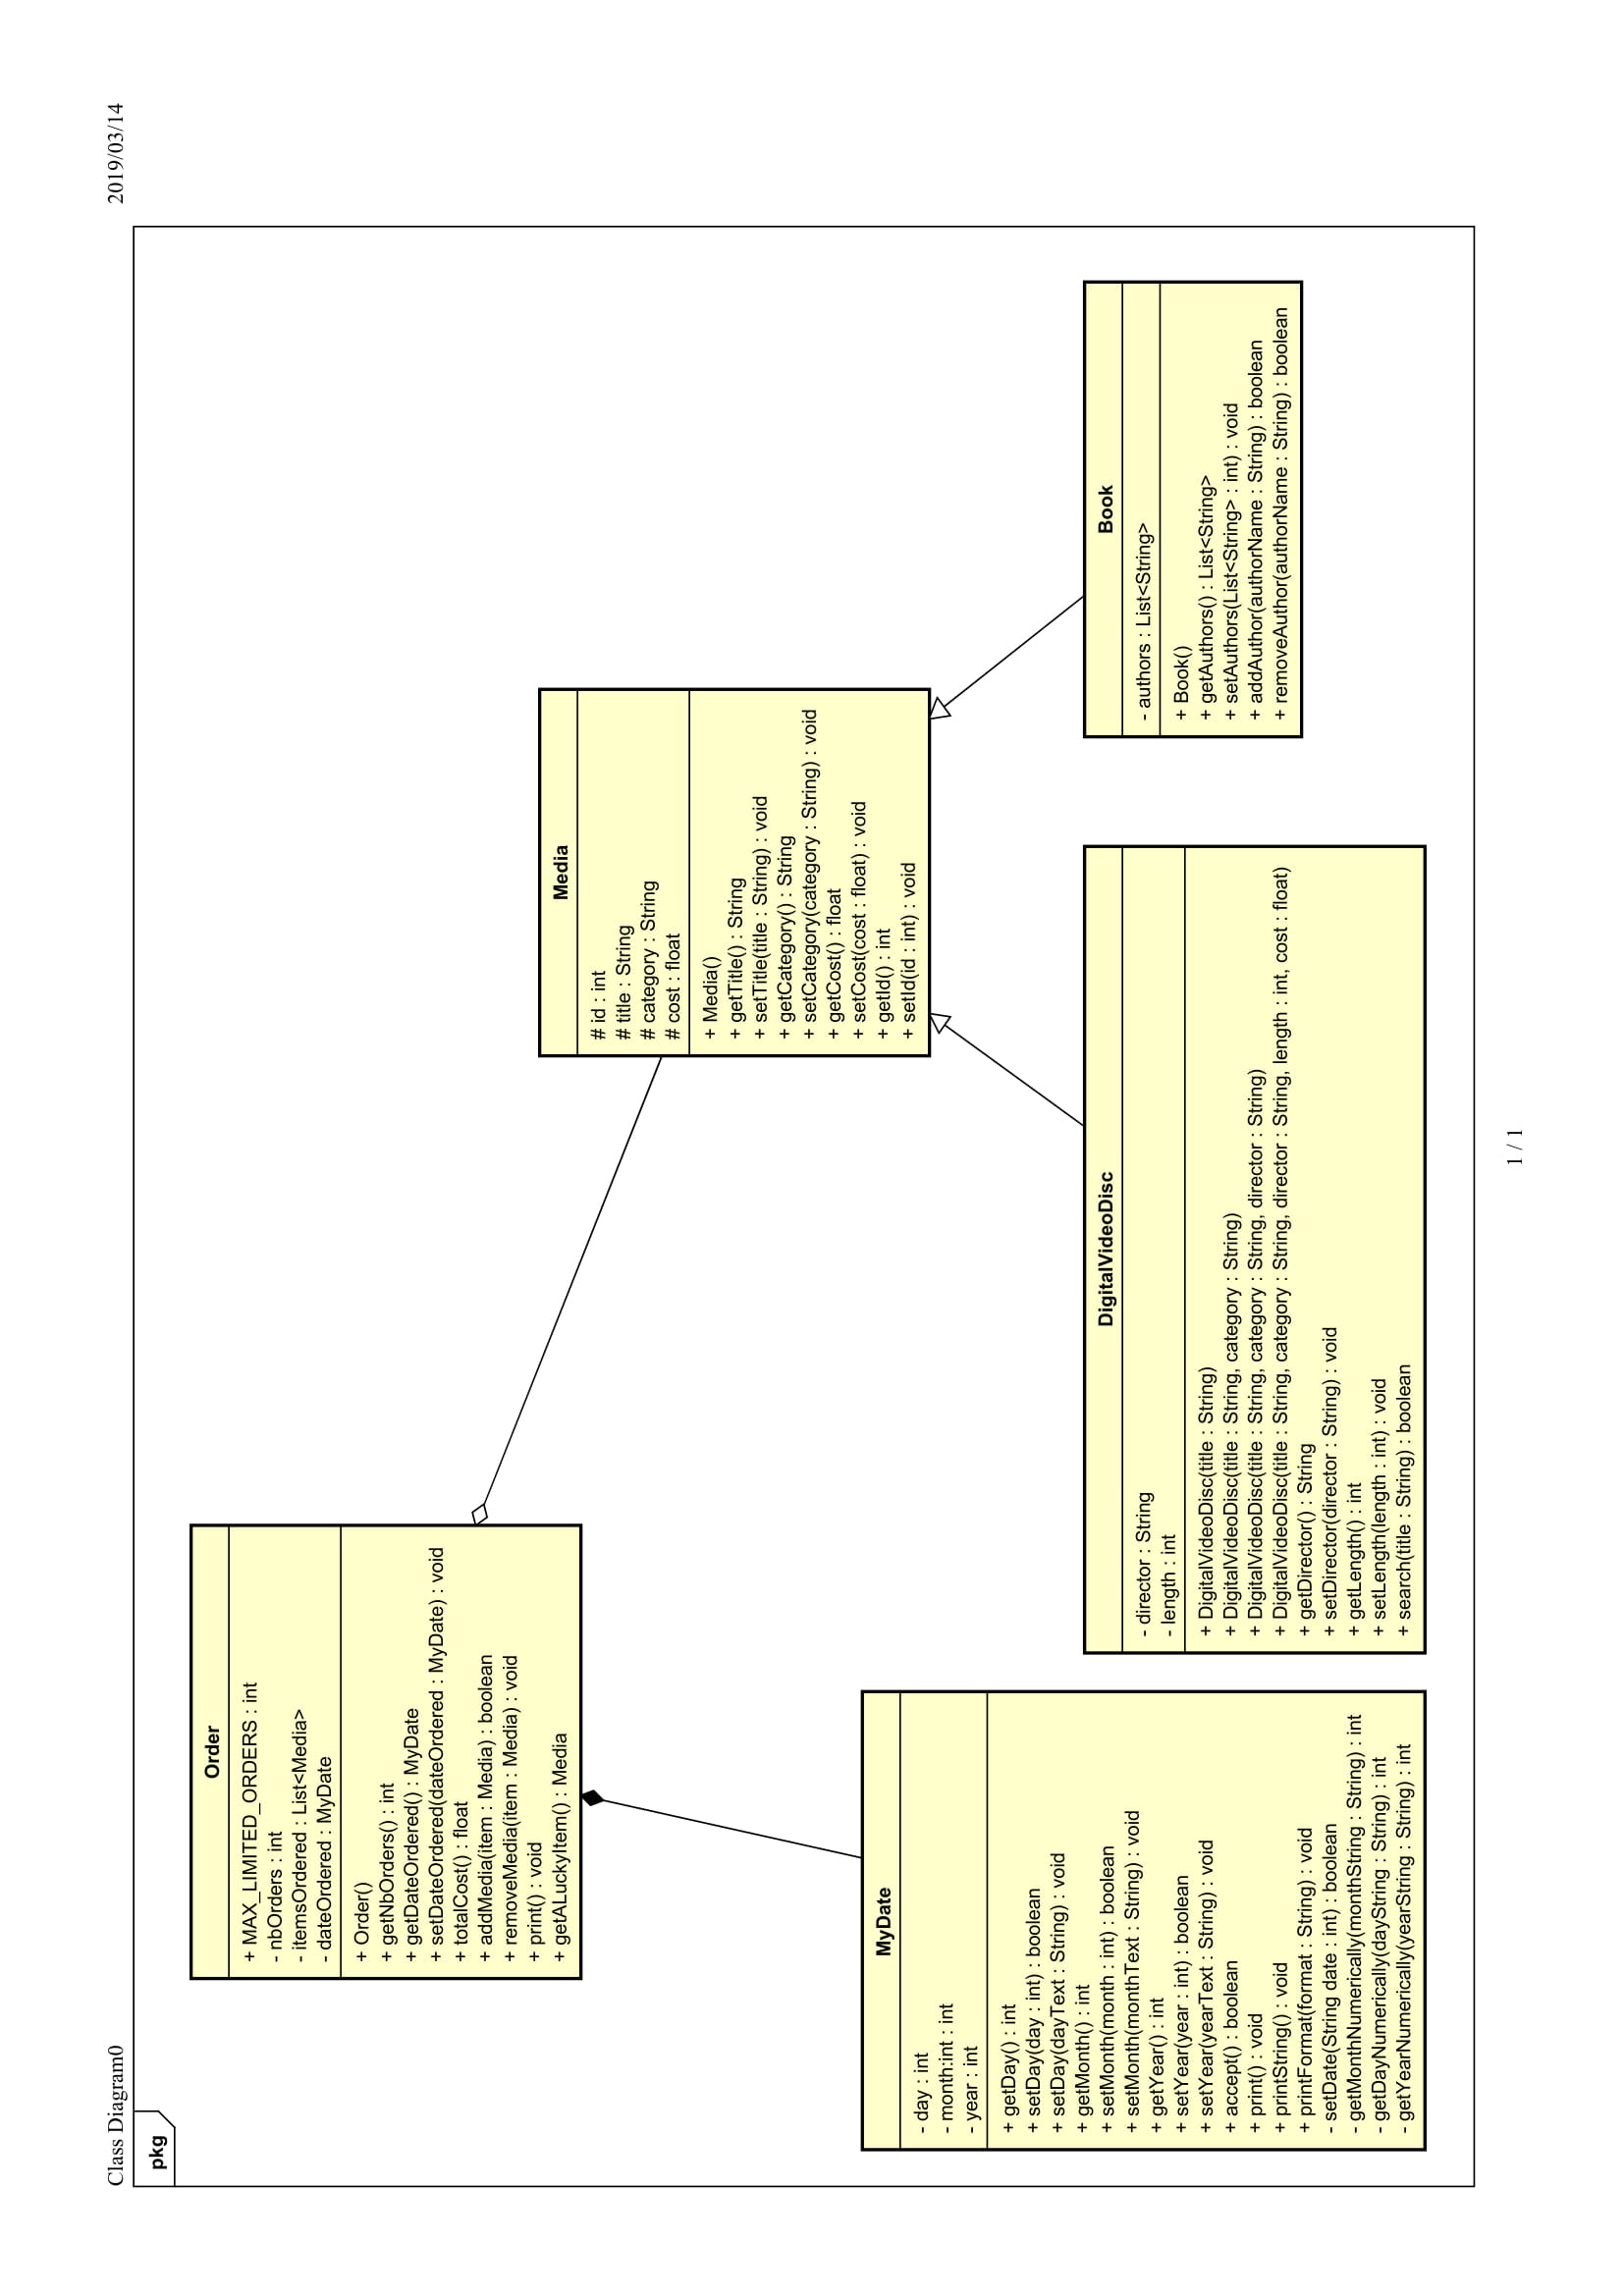 Class Diagram0
2019/03/14
pkg
Order
+ MAX_LIMITED_ORDERS : int
- nbOrders : int
- itemsOrdered : List<Media>
- dateOrdered : MyDate
+ Order()
+ getNbOrders() : int
+ getDateOrdered() : MyDate
+ setDateOrdered(dateOrdered : MyDate) : void
+ totalCost() : float
+ addMedia(item : Media) : boolean
+ removeMedia(item : Media) : void
+ print() : void
+ getALuckyItem() : Media
Media
# id : int
# title : String
# category : String
# cost : float
+ Media()
+ getTitle() : String
+ setTitle(title : String) : void
+ getCategory() : String
+ setCategory(category : String) : void
+ getCost() : float
+ setCost(cost : float) : void
+ getId() : int
+ setId(id : int) : void
MyDate
- day : int
- month:int : int
- year : int
+ getDay() : int
+ setDay(day : int) : boolean
+ setDay(dayText : String) : void
+ getMonth() : int
+ setMonth(month : int) : boolean
+ setMonth(monthText : String) : void
+ getYear() : int
+ setYear(year : int) : boolean
+ setYear(yearText : String) : void
+ accept() : boolean
+ print() : void
+ printString() : void
+ printFormat(format : String) : void
- setDate(String date : int) : boolean
- getMonthNumerically(monthString : String) : int
- getDayNumerically(dayString : String) : int
- getYearNumerically(yearString : String) : int
DigitalVideoDisc
- director : String
- length : int
+ DigitalVideoDisc(title : String)
+ DigitalVideoDisc(title : String, category : String)
+ DigitalVideoDisc(title : String, category : String, director : String)
+ DigitalVideoDisc(title : String, category : String, director : String, length : int, cost : float)
+ getDirector() : String
+ setDirector(director : String) : void
+ getLength() : int
+ setLength(length : int) : void
+ search(title : String) : boolean
Book
- authors : List<String>
+ Book()
+ getAuthors() : List<String>
+ setAuthors(List<String> : int) : void
+ addAuthor(authorName : String) : boolean
+ removeAuthor(authorName : String) : boolean
1 / 1